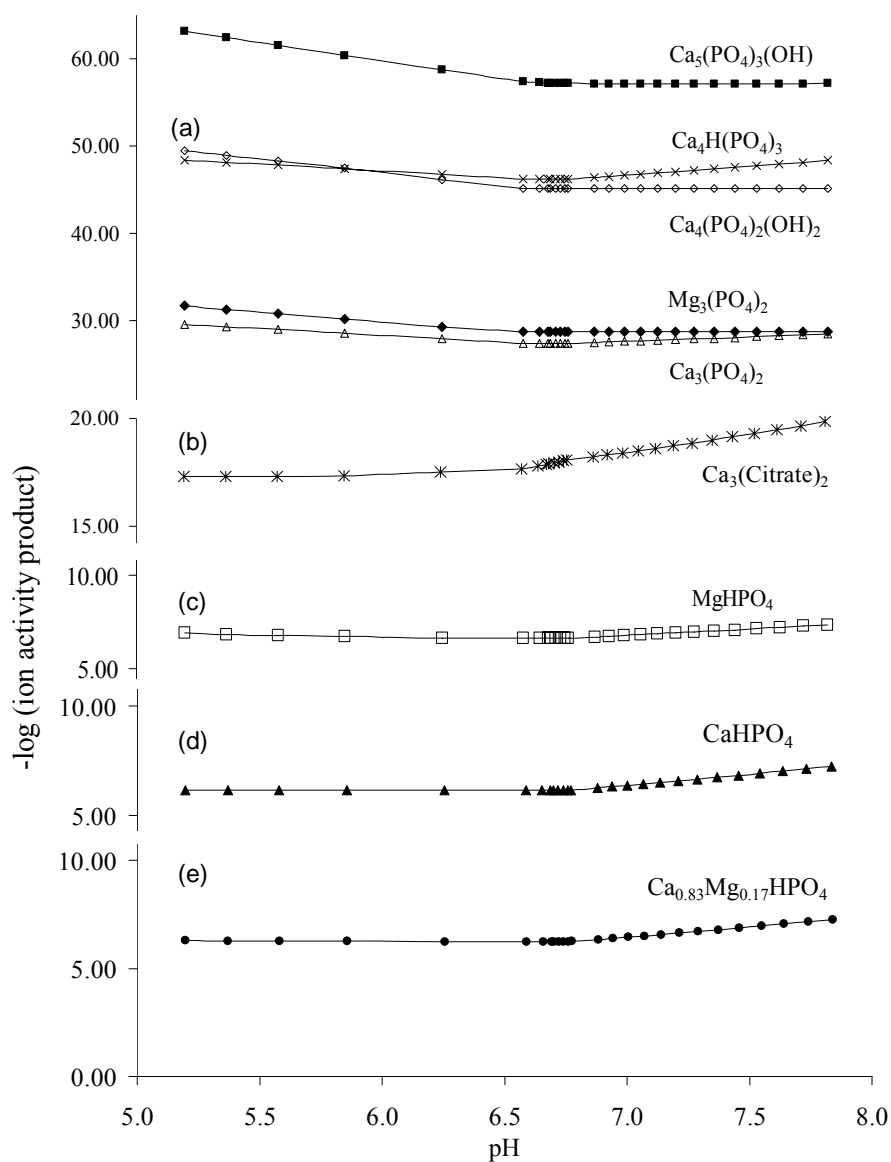 60.00
Ca₅(PO₄)₃(OH)
(a)
50.00
Ca₄H(PO₄)₃
40.00
Ca₄(PO₄)₂(OH)₂
Mg₃(PO₄)₂
30.00
Ca₃(PO₄)₂
20.00
(b)
Ca₃(Citrate)₂
15.00
10.00
(c)
MgHPO₄
5.00
10.00
(d)
CaHPO₄
5.00
10.00
(e)
Ca₀.₈₃Mg₀.₁₇HPO₄
5.00
0.00
-log (ion activity product)
5.0 5.5 6.0 6.5 7.0 7.5 8.0
pH